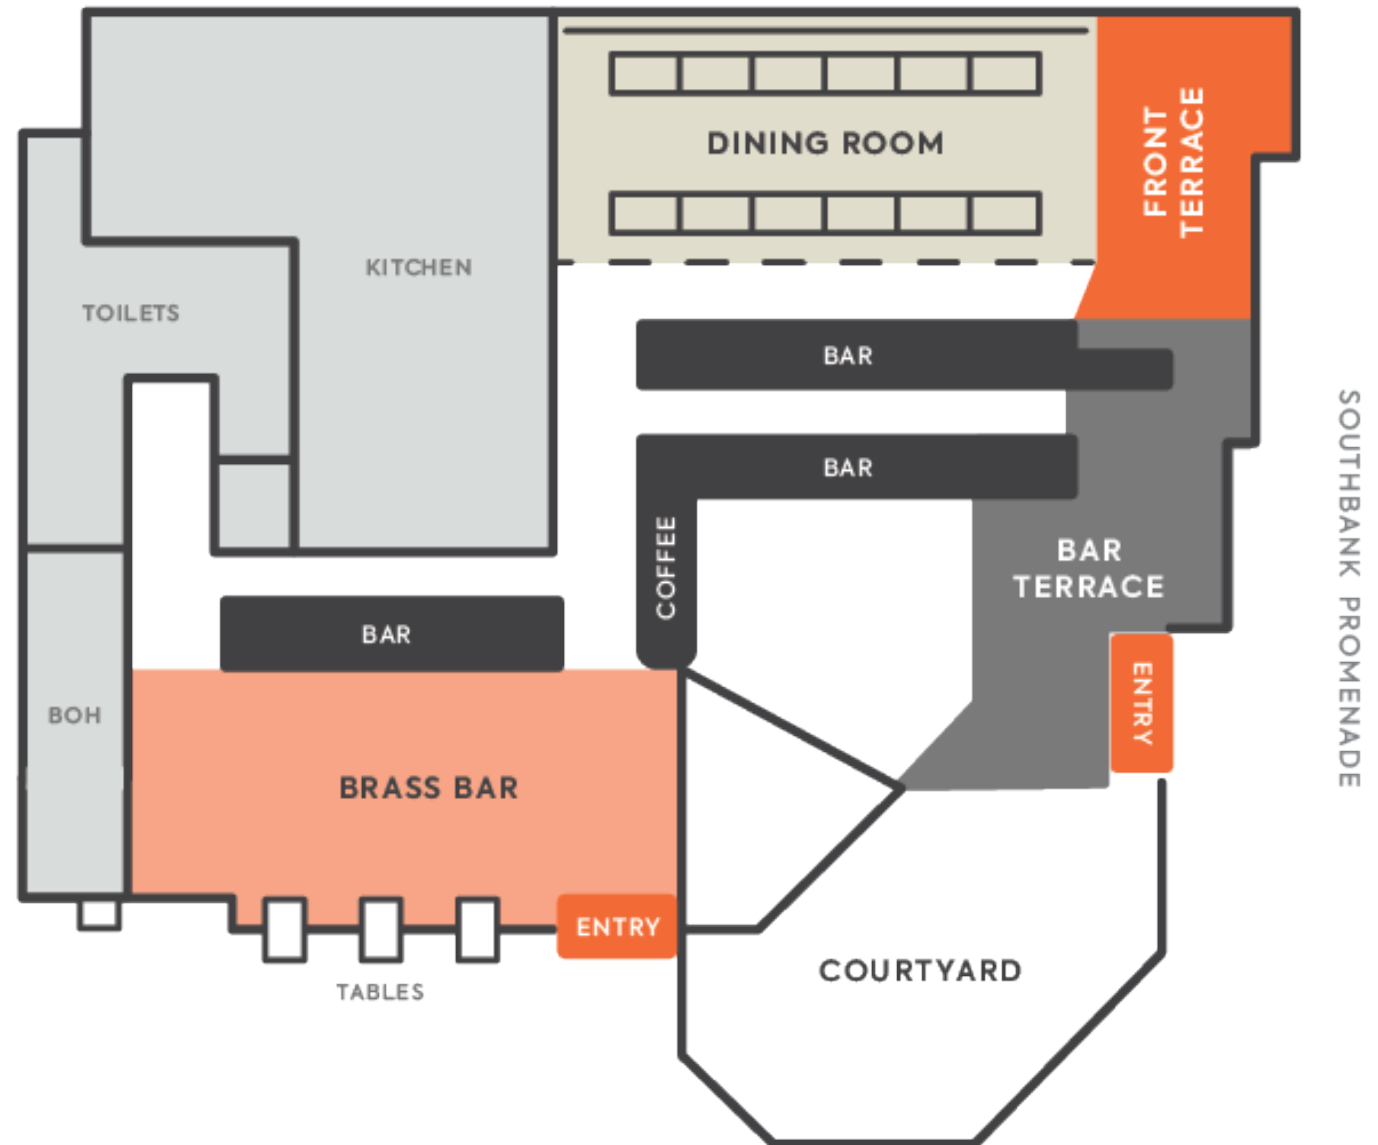 DINING ROOM
FRONT
TERRACE
KITCHEN
TOILETS
BAR
BAR
COFFEE
BAR
TERRACE
SOUTHBANK PROMENADE
BAR
ENTRY
BOH
BRASS BAR
ENTRY
COURTYARD
TABLES